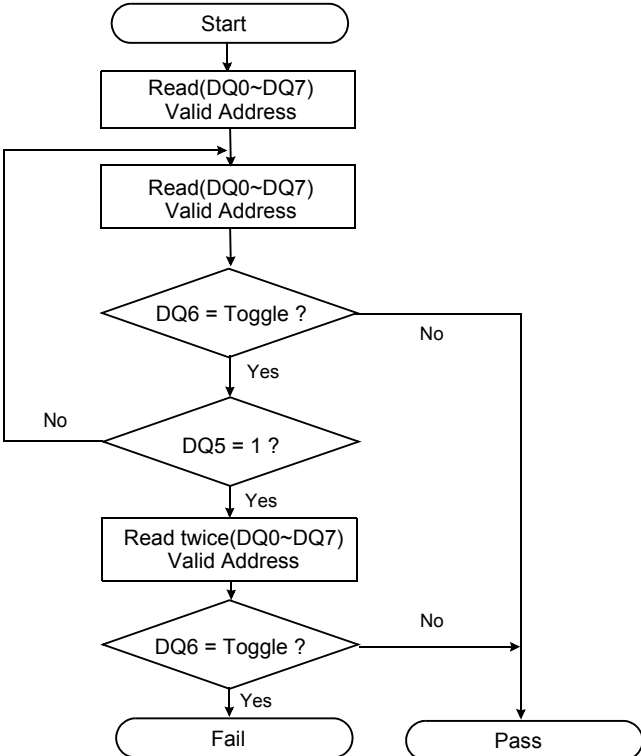 Start
Read(DQ0~DQ7)
Valid Address
Read(DQ0~DQ7)
Valid Address
DQ6 = Toggle ?
No
Yes
No
DQ5 = 1 ?
Yes
Read twice(DQ0~DQ7)
Valid Address
DQ6 = Toggle ?
No
Yes
Fail
Pass